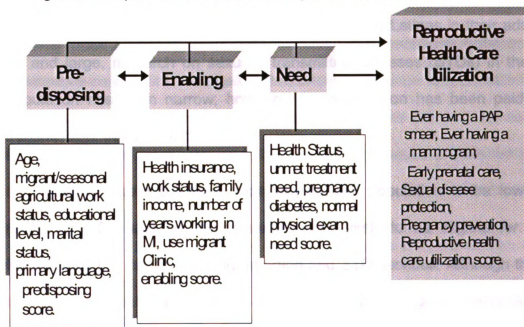 Pre-
disposing
Enabling
Need
Reproductive
Health Care
Utilization
Ever having a PAP
smear, Ever having a
mammogram,
Early prenatal care,
Sexual disease
protection,
Pregnancy prevention,
Reproductive health
care utilization score.
Age,
migrant/seasonal
agricultural work
status, educational
level, marital
status,
primary language,
predisposing
score.
Health insurance,
work status, family
income, number of
years working in
M, use migrant
Clinic,
enabling score.
Health Status,
unmet treatment
need, pregnancy
diabetes, normal
physical exam,
need score.